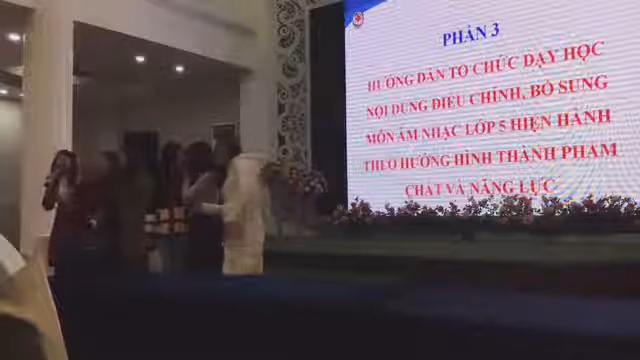 PHẦN 3
HƯỚNG DẪN TỔ CHỨC DẠY HỌC
NỘI DUNG ĐIỀU CHỈNH, BỔ SUNG
MÔN ÂM NHẠC LỚP 5 HIỆN HÀNH
THEO HƯỚNG HÌNH THÀNH PHẨM
CHẤT VÀ NĂNG LỰC